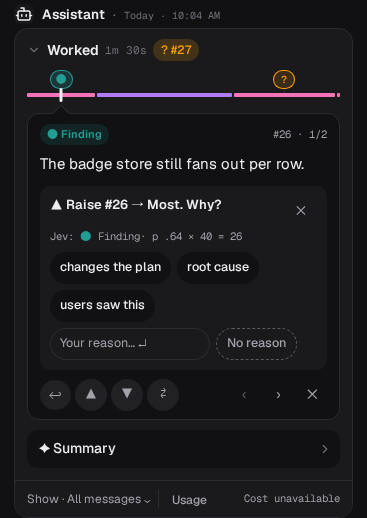 Assistant · Today · 10:04 AM
Worked 1m 30s ? #27
?
Finding #26 · 1/2
The badge store still fans out per row.
▲ Raise #26 → Most. Why? ×
Jev: Finding· p .64 × 40 = 26
changes the plan root cause
users saw this
Your reason… ↵ No reason
↩ ▲ ▼ ⇄ ‹ › ×
✦ Summary ›
Show · All messages Usage Cost unavailable